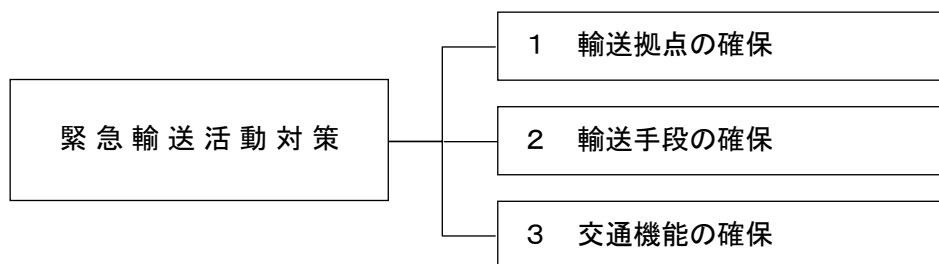 緊急輸送活動対策
１　輸送拠点の確保
２　輸送手段の確保
３　交通機能の確保